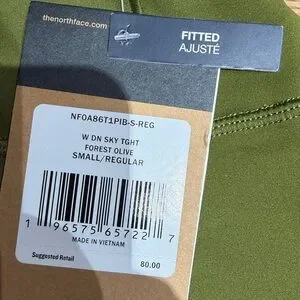 thenorthface.com
FITTED
AJUSTÉ
NF0A86T1PIB-S-REG
W DN SKY TGHT
FOREST OLIVE
SMALL/REGULAR
1 96575 65722 7
MADE IN VIETNAM
Suggested Retail 80.00